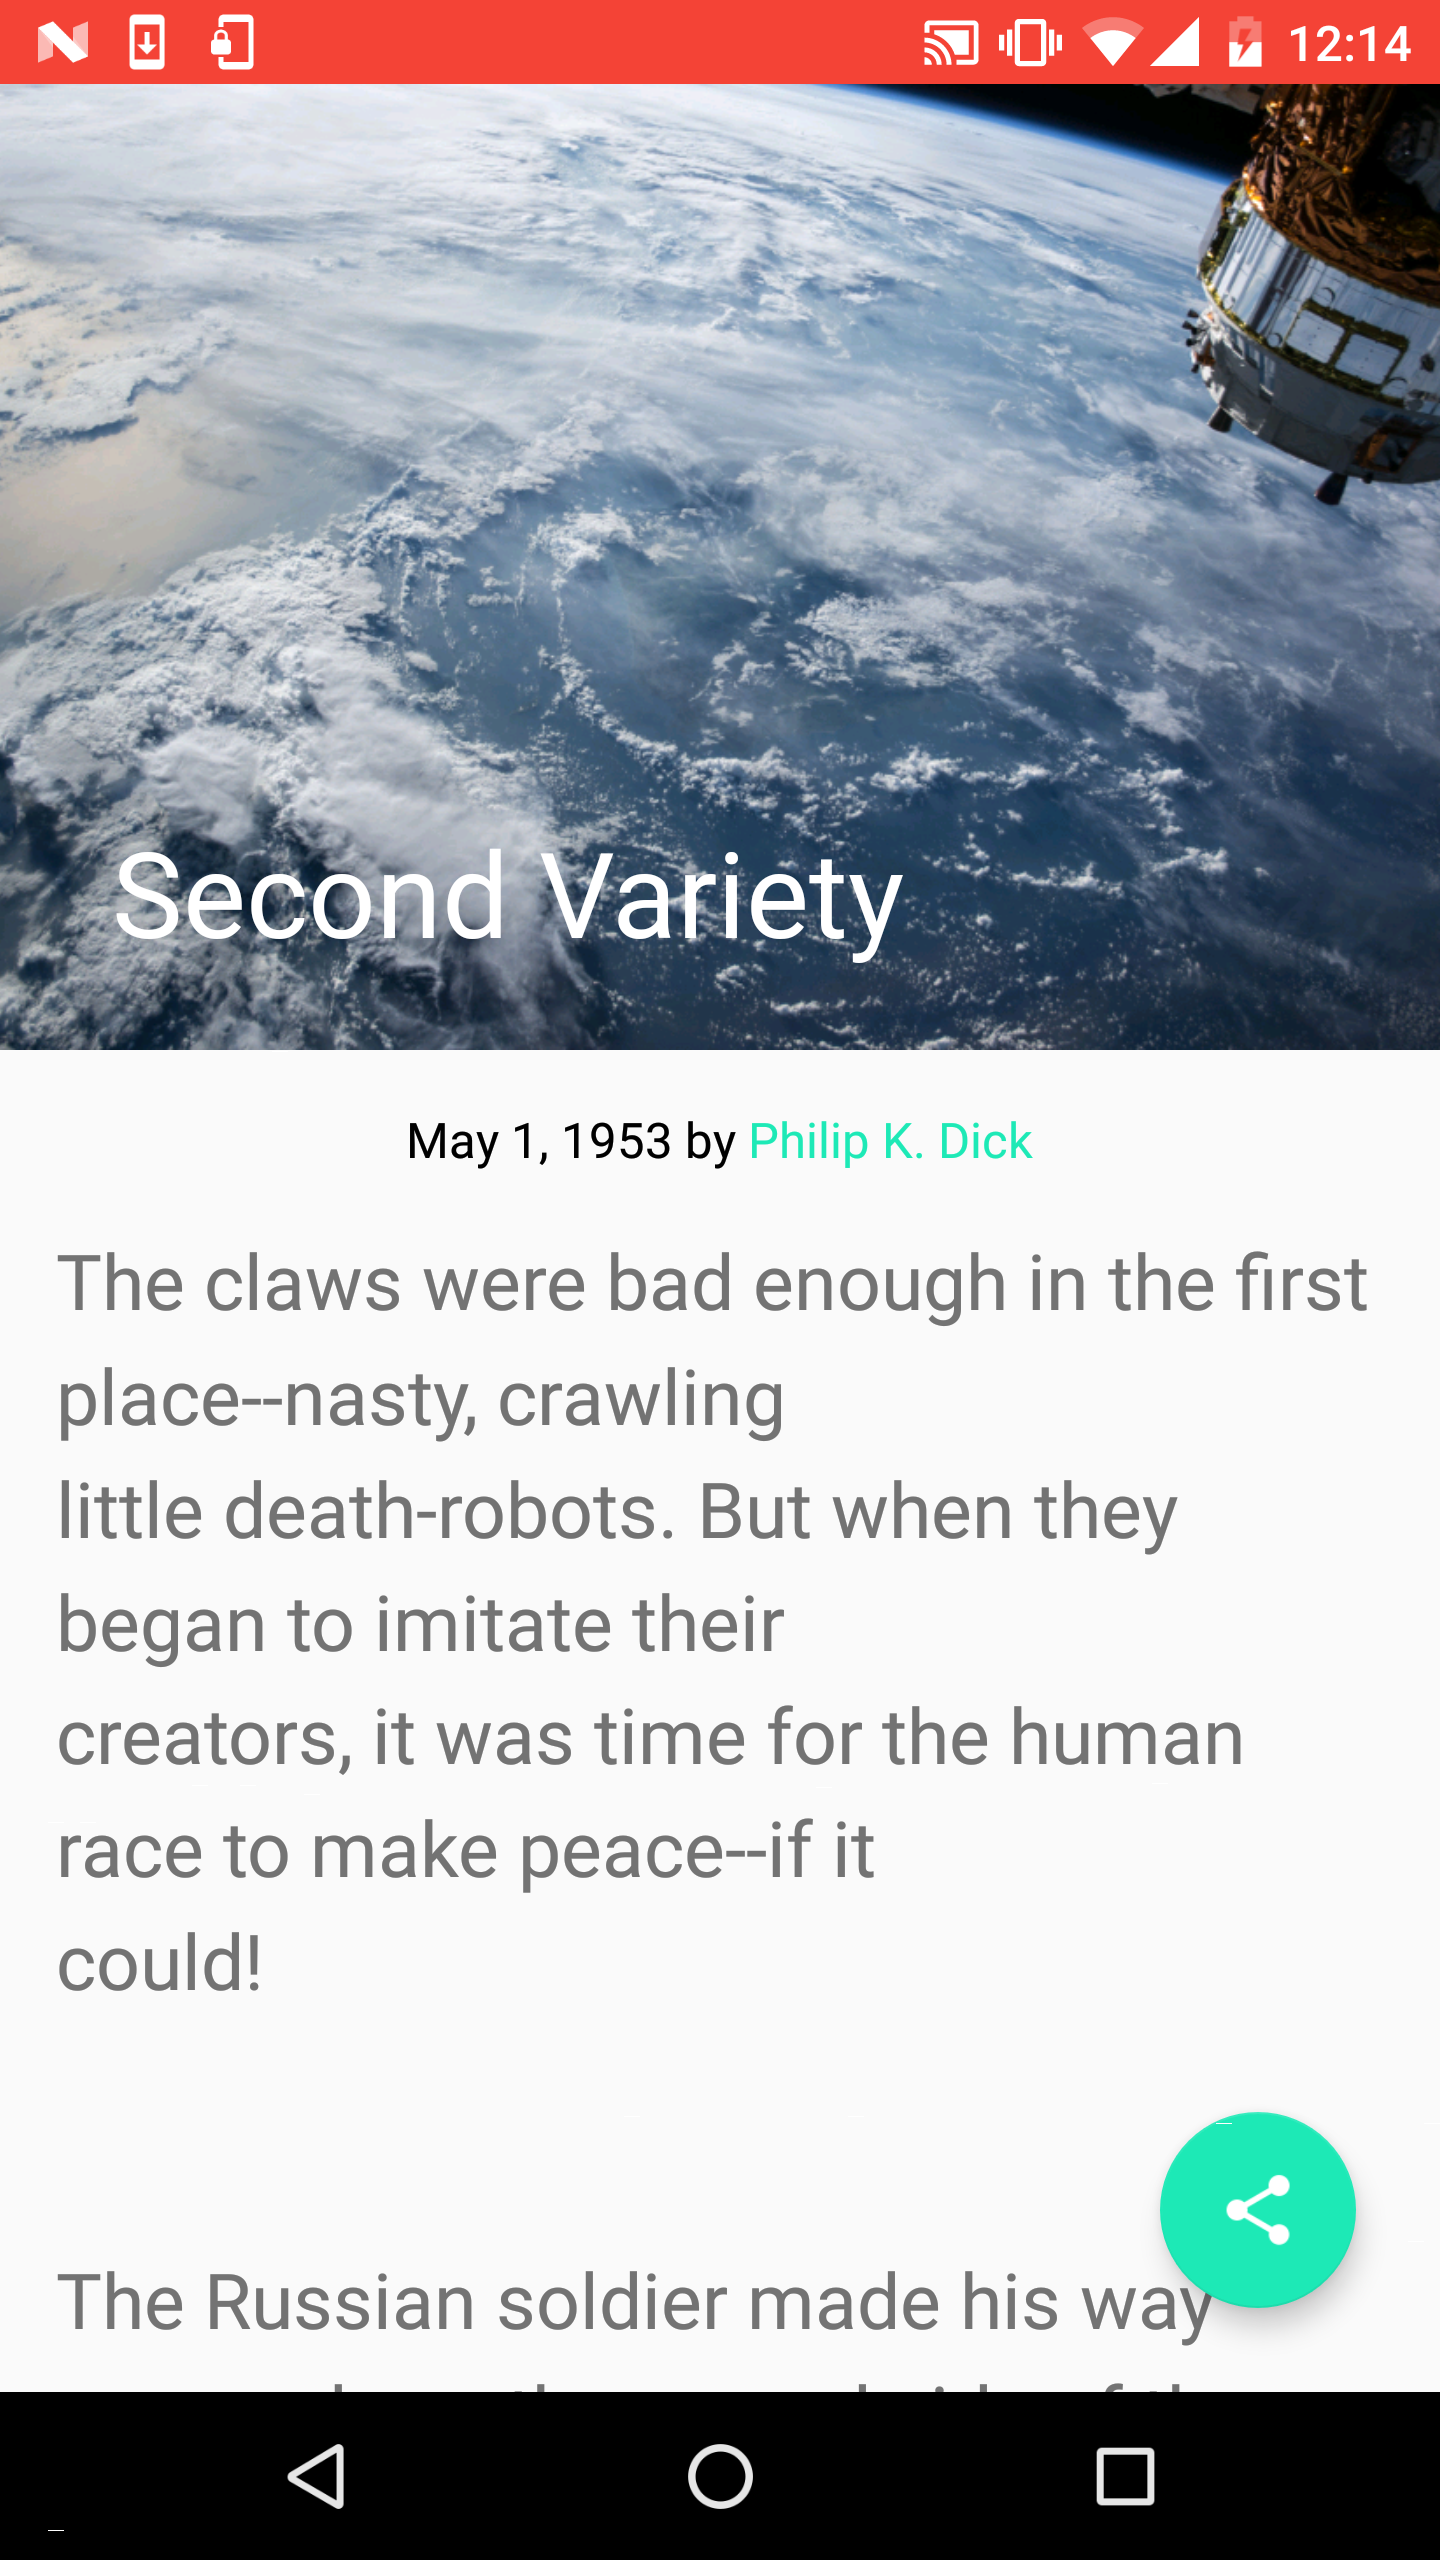 12:14
Second Variety
May 1, 1953 by Philip K. Dick
The claws were bad enough in the first
place--nasty, crawling
little death-robots. But when they
began to imitate their
creators, it was time for the human
race to make peace--if it
could!
The Russian soldier made his way